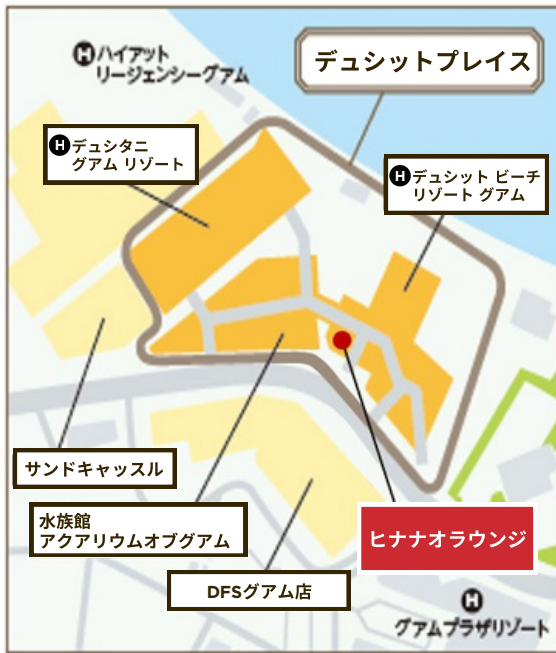 H ハイアット
リージェンシーグアム
デュシットプレイス
H デュシタニ
グアム リゾート
H デュシット ビーチ
リゾート グアム
サンドキャッスル
水族館
アクアリウムオブグアム
ヒナナオラウンジ
DFSグアム店
H
グアムプラザリゾート